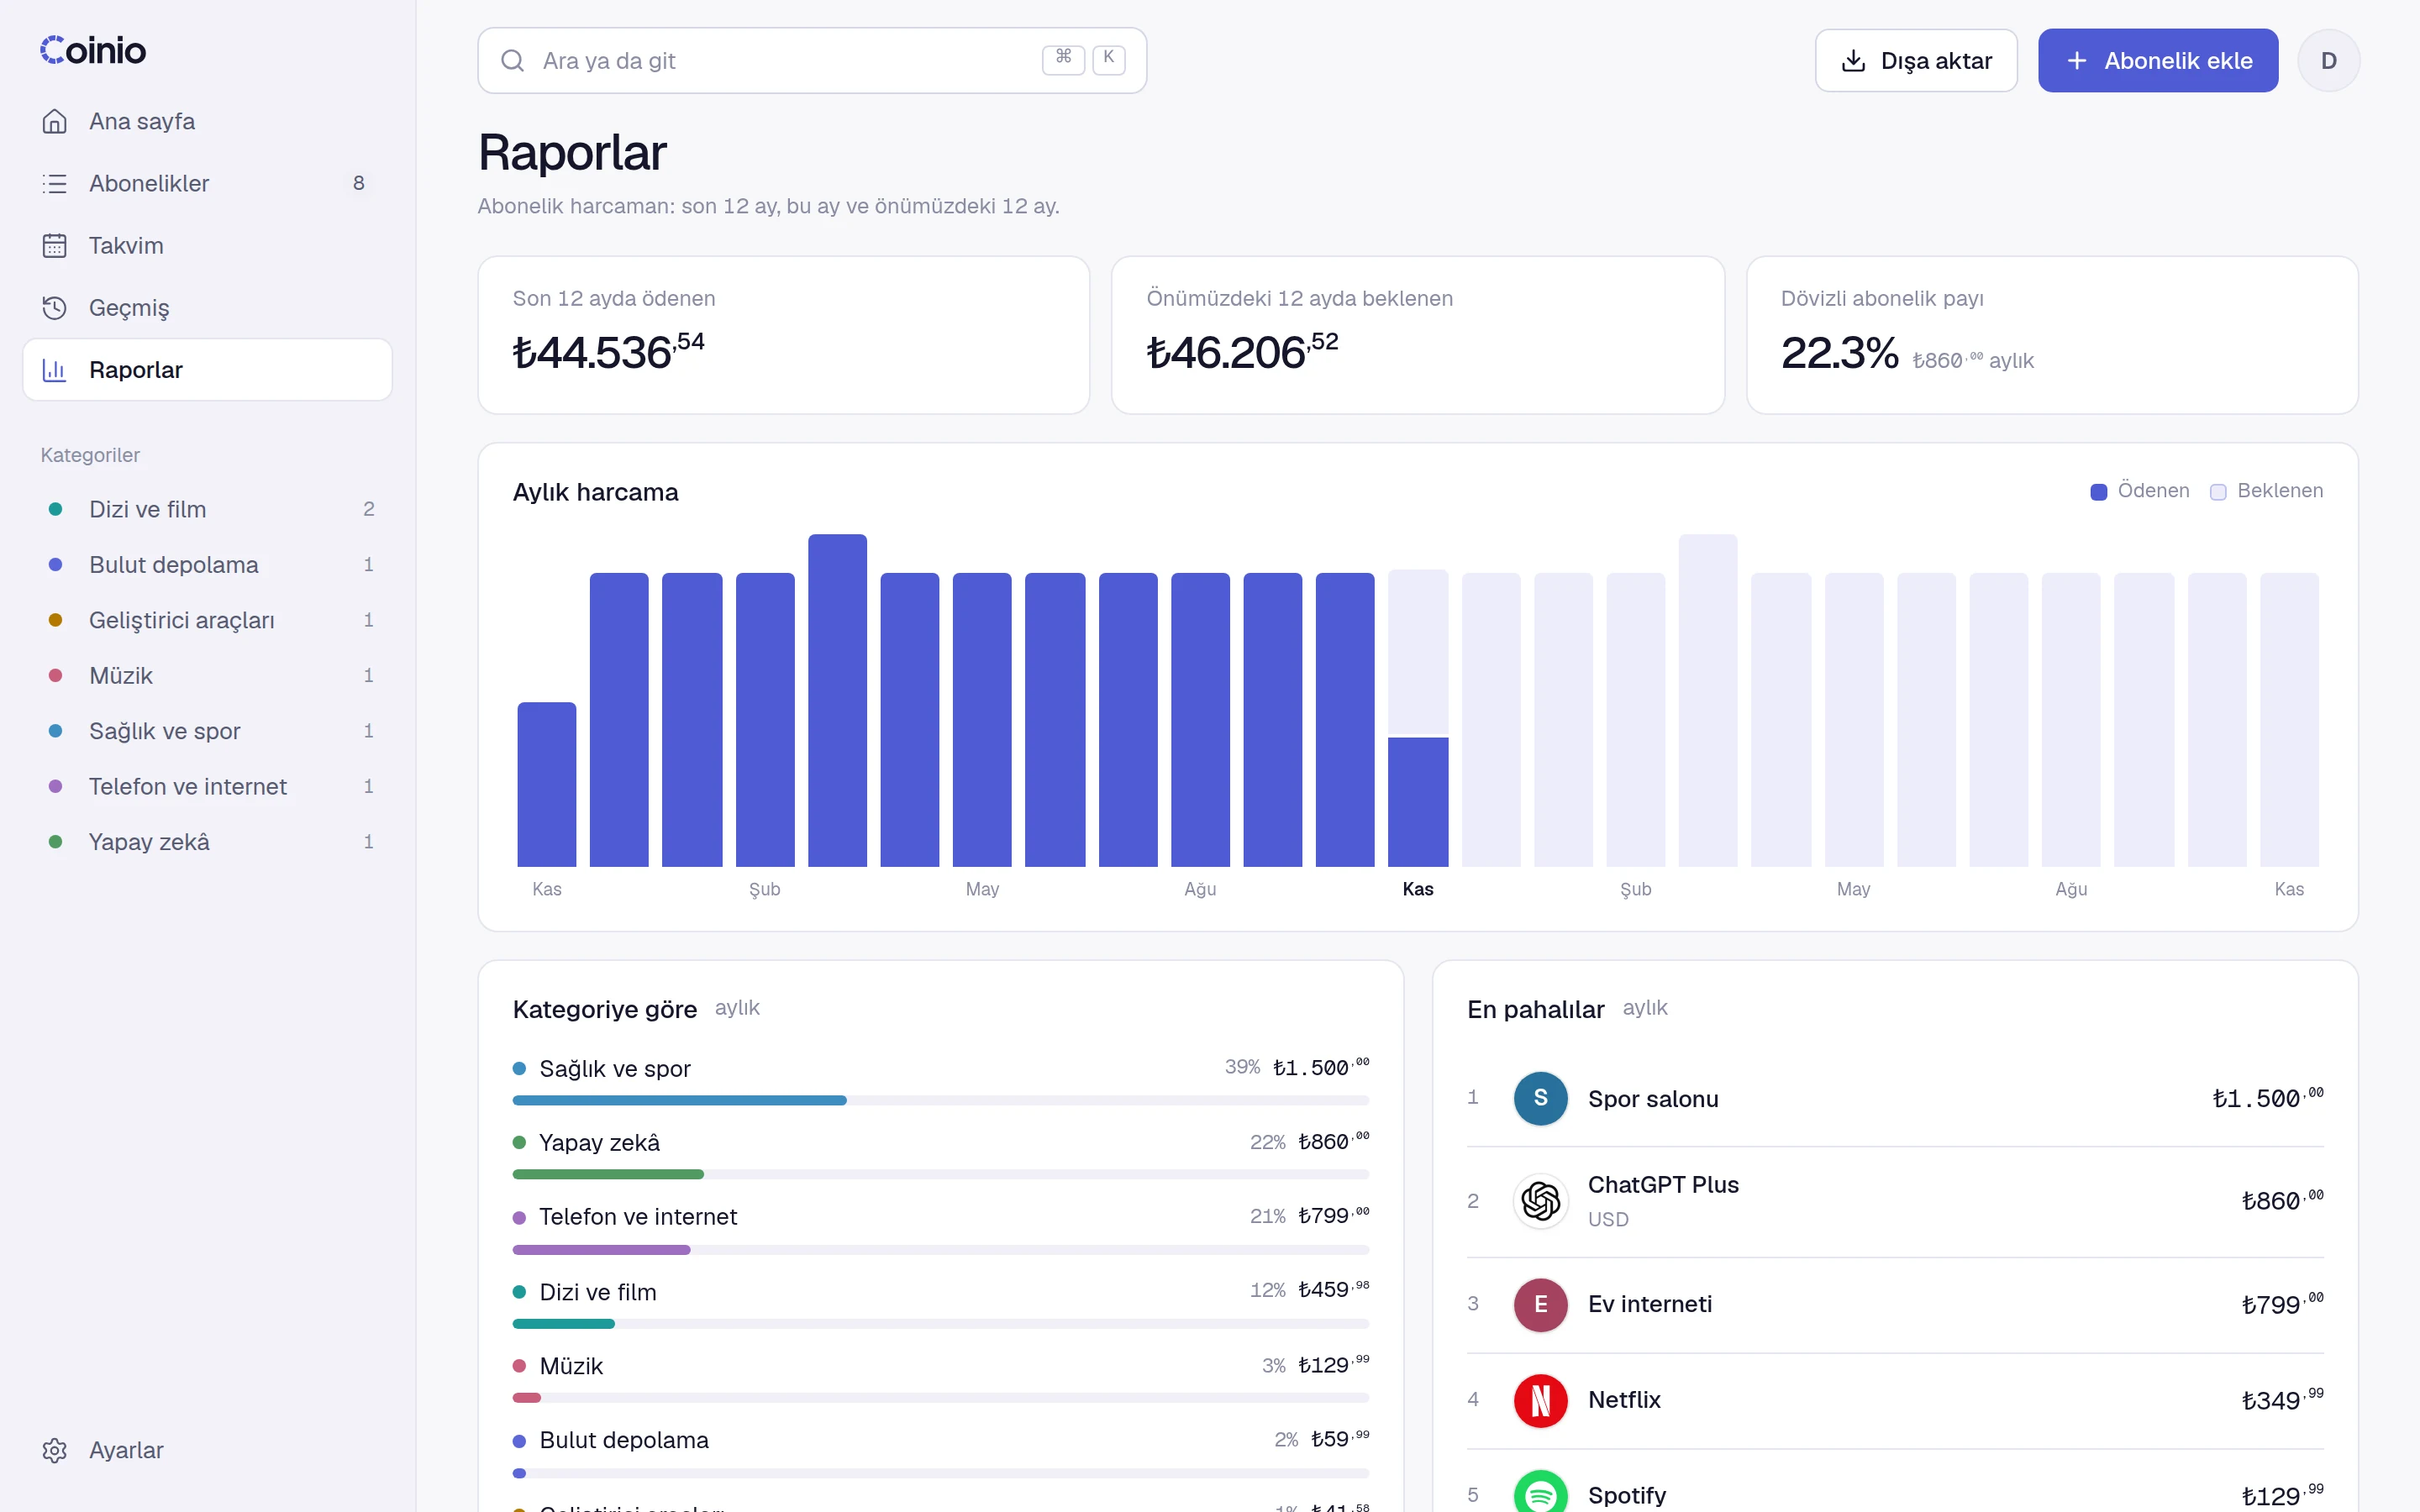 Coinio
Ana sayfa
Abonelikler 8
Takvim
Geçmiş
Raporlar
Kategoriler
Dizi ve film 2
Bulut depolama 1
Geliştirici araçları 1
Müzik 1
Sağlık ve spor 1
Telefon ve internet 1
Yapay zekâ 1
Ayarlar
Ara ya da git ⌘ K
Dışa aktar
Abonelik ekle
D
Raporlar
Abonelik harcaman: son 12 ay, bu ay ve önümüzdeki 12 ay.
Son 12 ayda ödenen
₺44.536,54
Önümüzdeki 12 ayda beklenen
₺46.206,52
Dövizli abonelik payı
22.3% ₺860,00 aylık
Aylık harcama
Ödenen Beklenen
Kas Şub May Ağu Kas Şub May Ağu Kas
Kategoriye göre aylık
Sağlık ve spor 39% ₺1.500,00
Yapay zekâ 22% ₺860,00
Telefon ve internet 21% ₺799,00
Dizi ve film 12% ₺459,98
Müzik 3% ₺129,99
Bulut depolama 2% ₺59,99
Geliştirici araçları 1% ₺41,58
En pahalılar aylık
1 S Spor salonu ₺1.500,00
2 ChatGPT Plus ₺860,00
USD
3 E Ev interneti ₺799,00
4 N Netflix ₺349,99
5 Spotify ₺129,99